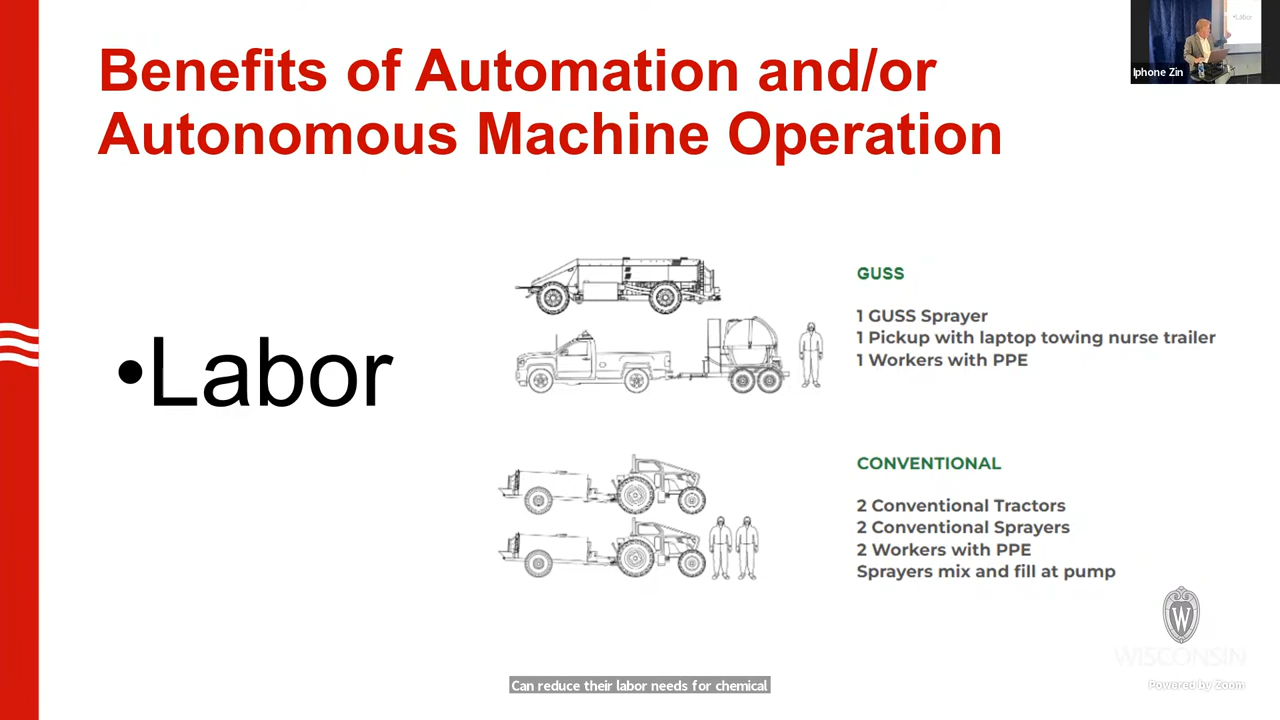 Benefits of Automation and/or
Autonomous Machine Operation
•Labor
Iphone Zin
•Labor
GUSS
1 GUSS Sprayer
1 Pickup with laptop towing nurse trailer
1 Workers with PPE
CONVENTIONAL
2 Conventional Tractors
2 Conventional Sprayers
2 Workers with PPE
Sprayers mix and fill at pump
W
WISCONSIN
Powered by Zoom
Can reduce their labor needs for chemical